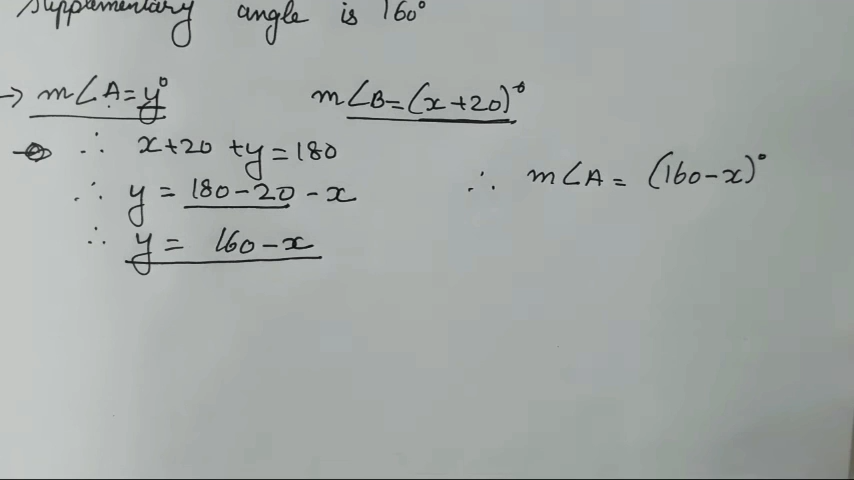 supplementary angle is 160°
→ m∠A = y° m∠B = (x+20)°
∴ x+20 +y = 180
∴ y = 180-20-x
∴ m∠A = (160-x)°
∴ y = 160-x